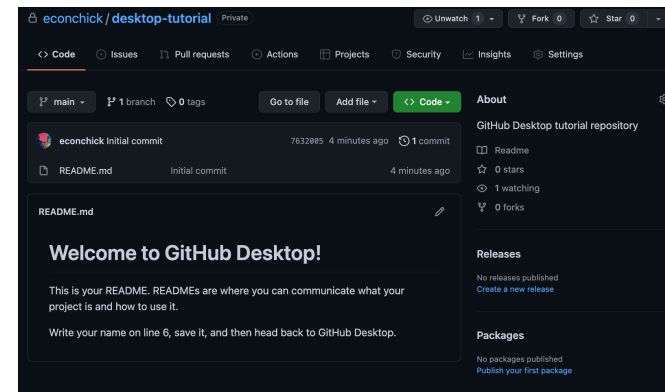 econchick / desktop-tutorial Private
Unwatch 1 Fork 0 Star 0
<> Code Issues Pull requests Actions Projects Security Insights Settings
main 1 branch 0 tags Go to file Add file <> Code
econchick Initial commit 7632005 4 minutes ago 1 commit
README.md Initial commit 4 minutes ago
README.md
Welcome to GitHub Desktop!
This is your README. READMEs are where you can communicate what your
project is and how to use it.
Write your name on line 6, save it, and then head back to GitHub Desktop.
About
GitHub Desktop tutorial repository
Readme
0 stars
1 watching
0 forks
Releases
No releases published
Create a new release
Packages
No packages published
Publish your first package